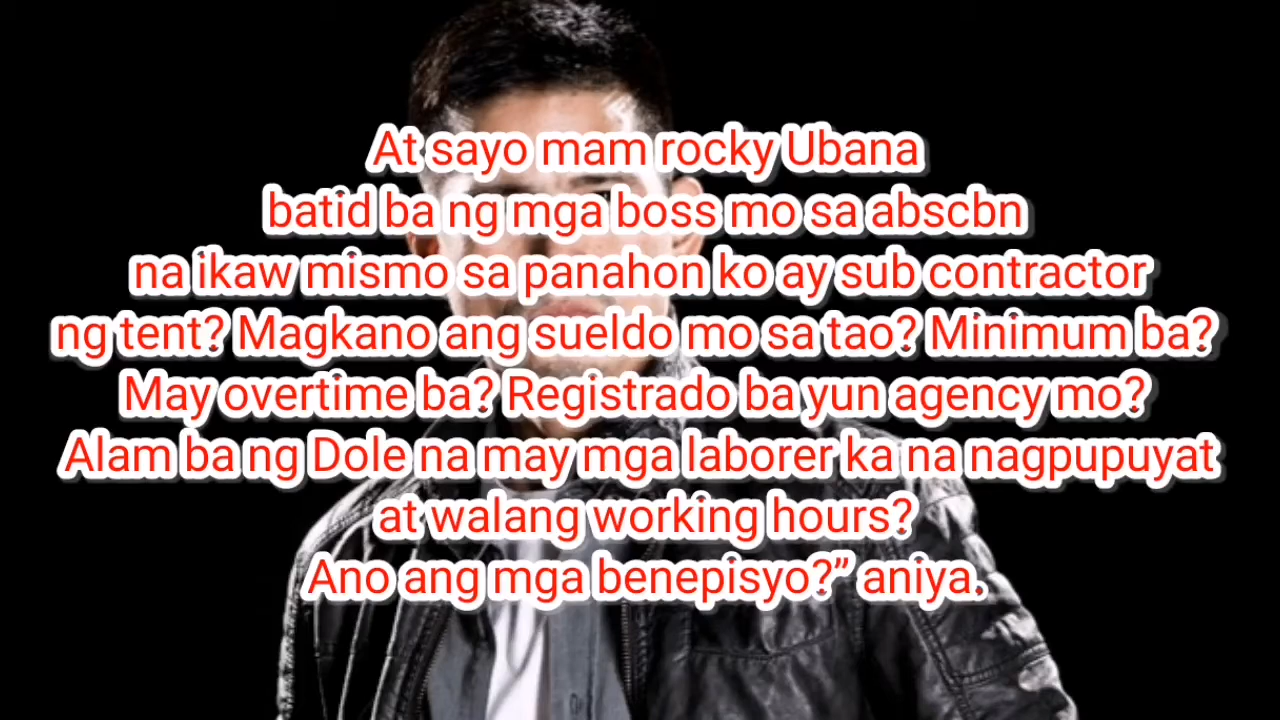 At sayo mam rocky Ubana
batid ba ng mga boss mo sa abscbn
na ikaw mismo sa panahon ko ay sub contractor
ng tent? Magkano ang sueldo mo sa tao? Minimum ba?
May overtime ba? Registrado ba yun agency mo?
Alam ba ng Dole na may mga laborer ka na nagpupuyat
at walang working hours?
Ano ang mga benepisyo?” aniya.